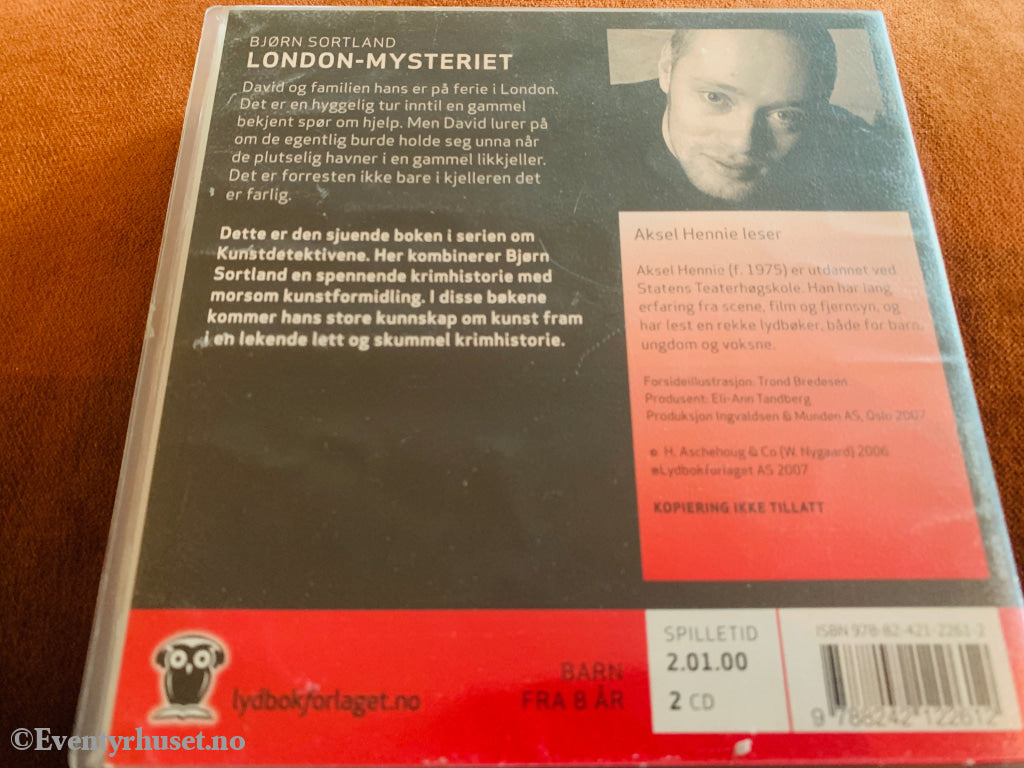 BJØRN SORTLAND
LONDON-MYSTERIET
David og familien hans er på ferie i London.
Det er en hyggelig tur inntil en gammel
bekjent spør om hjelp. Men David lurer på
om de egentlig burde holde seg unna når
de plutselig havner i en gammel likkjeller.
Det er forresten ikke bare i kjelleren det
er farlig.
Dette er den sjuende boken i serien om
Kunstdetektivene. Her kombinerer Bjørn
Sortland en spennende krimhistorie med
morsom kunstformidling. I disse bøkene
kommer hans store kunnskap om kunst fram
i en lekende lett og skummel krimhistorie.
Aksel Hennie leser
Aksel Hennie (f. 1975) er utdannet ved
Statens Teaterhøgskole. Han har lang
erfaring fra scene, film og fjernsyn, og
har lest en rekke lydbøker, både for barn,
ungdom og voksne.
Forsideillustrasjon: Trond Bredesen
Produsent: Eli-Ann Tandberg
Produksjon Ingvaldsen & Munden AS, Oslo 2007
©. H. Aschehoug & Co (W. Nygaard) 2006
℗Lydbokforlaget AS 2007
KOPIERING IKKE TILLATT
lydbokforlaget.no
BARN
FRA 8 ÅR
SPILLETID
2.01.00
2 CD
ISBN 978-82-421-2261-2
9 788242 122612
©Eventyrhuset.no